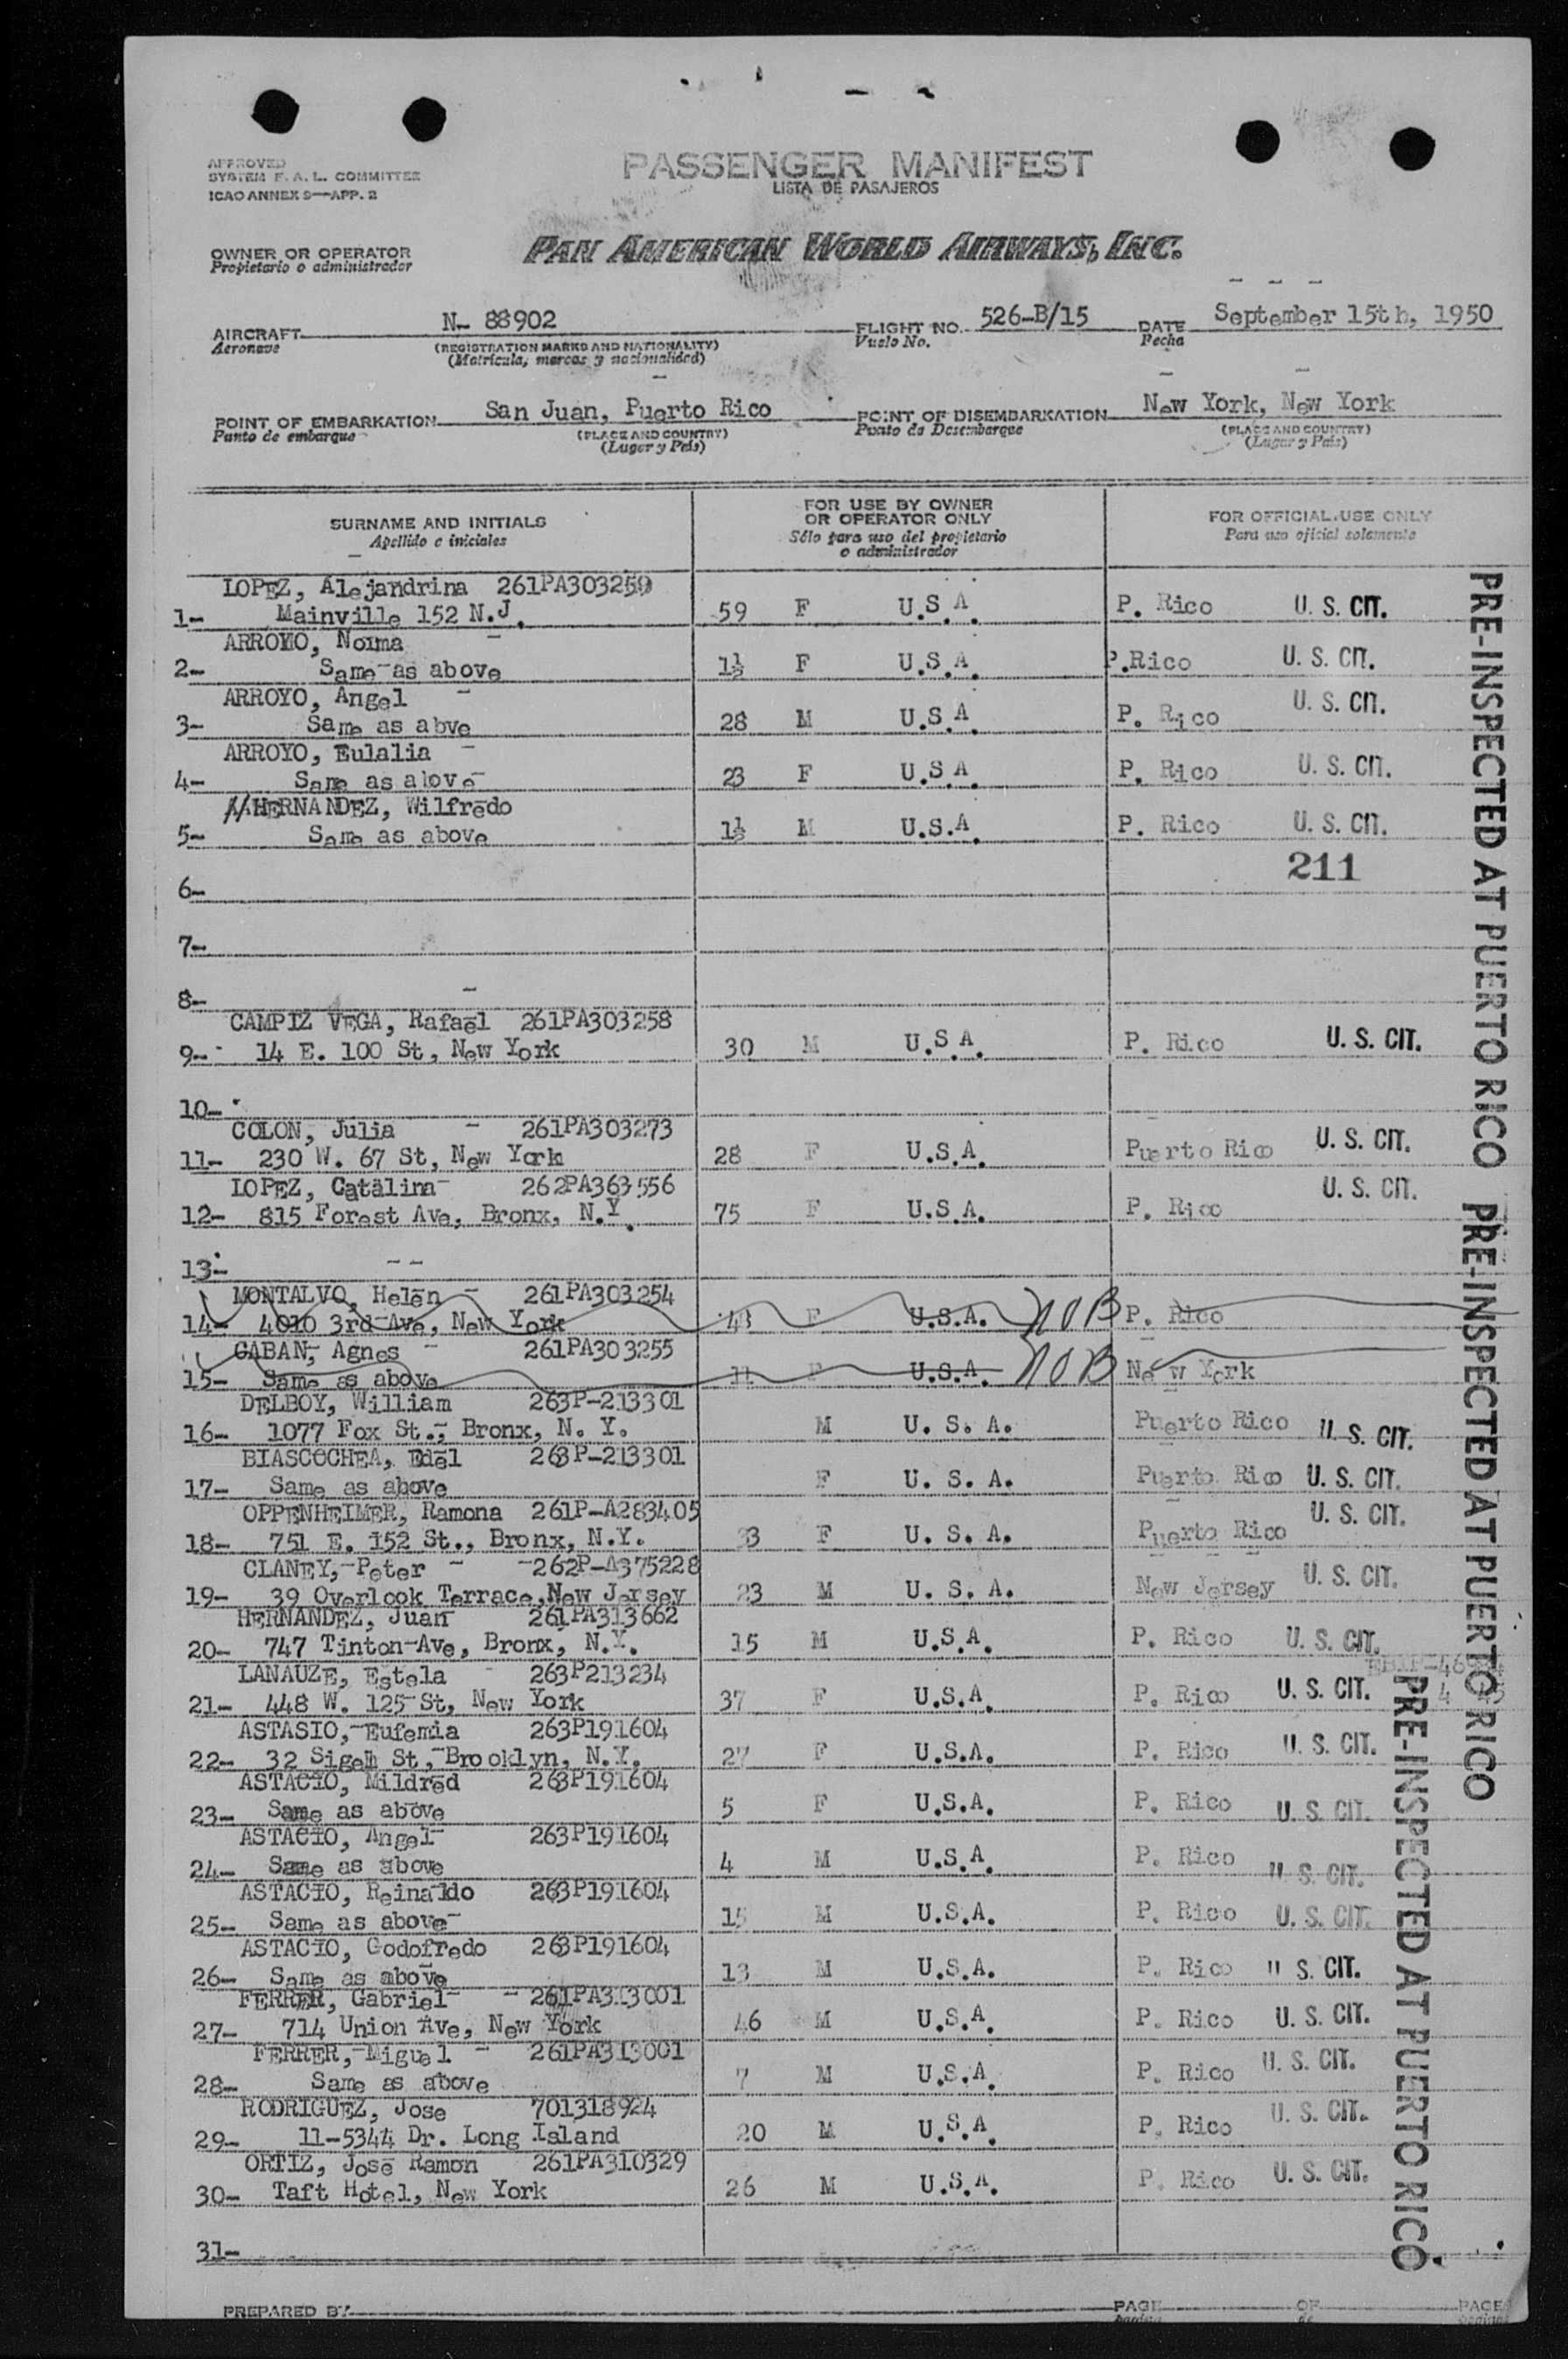 APPROVED
SYSTEM F. A. L. COMMITTEE
ICAO ANNEX 9—APP. 2
PASSENGER MANIFEST
LISTA DE PASAJEROS
OWNER OR OPERATOR
Propietario o administrador
PAN AMERICAN WORLD AIRWAYS, INC.
AIRCRAFT N- 88902 FLIGHT NO. 526-B/15 DATE September 15th, 1950
Aeronave (REGISTRATION MARKS AND NATIONALITY) Vuelo No. Fecha
(Matrícula, marcas y nacionalidad)
POINT OF EMBARKATION San Juan, Puerto Rico POINT OF DISEMBARKATION New York, New York
Punto de embarque (PLACE AND COUNTRY) Punto de Desembarque (PLACE AND COUNTRY)
(Lugar y País) (Lugar y País)
SURNAME AND INITIALS FOR USE BY OWNER OR OPERATOR ONLY FOR OFFICIAL USE ONLY
Apellido e iniciales Sólo para uso del propietario o administrador Para uso oficial solamente
LOPEZ, Alejandrina 261PA303259
1- Mainville 152 N.J. 59 F U.S.A. P. Rico U. S. CIT.
ARROYO, Norma
2- Same as above 1½ F U.S.A. P.Rico U. S. CIT.
ARROYO, Angel
3- Same as abve 28 M U.S.A P. Rico U. S. CIT.
ARROYO, Eulalia
4- Same as above 23 F U.S.A. P. Rico U. S. CIT.
HERNANDEZ, Wilfredo
5- Same as above 1½ M U.S.A. P. Rico U. S. CIT.
211
6-
7-
8-
CAMPIZ VEGA, Rafael 261PA303258
9- 14 E. 100 St, New York 30 M U.S.A. P. Rico U. S. CIT.
10-
COLON, Julia 261PA303273
11- 230 W. 67 St, New York 28 F U.S.A. Puerto Rico U. S. CIT.
LOPEZ, Catalina 262PA363556
12- 815 Forest Ave, Bronx, N.Y. 75 F U.S.A. P. Rico U. S. CIT.
13-
MONTALVO, Helen 261PA303254
14- 4010 3rd Ave, New York 43 F U.S.A. NOB P. Rico
GABAN, Agnes 261PA303255
15- Same as above 11 F U.S.A. NOB New York
DELBOY, William 263P-213301
16- 1077 Fox St., Bronx, N. Y. M U. S. A. Puerto Rico U. S. CIT.
BIASCOCHEA, Edel 263P-213301
17- Same as above F U. S. A. Puerto Rico U. S. CIT.
OPPENHEIMER, Ramona 261P-A283405
18- 751 E. 152 St., Bronx, N.Y. 33 F U. S. A. Puerto Rico U. S. CIT.
CLANEY, Peter 262P-A375228
19- 39 Overlook Terrace, New Jersey 23 M U. S. A. New Jersey U. S. CIT.
HERNANDEZ, Juan 261PA313662
20- 747 Tinton Ave, Bronx, N.Y. 15 M U.S.A. P. Rico U. S. CIT.
LANAUZE, Estela 263P213234
21- 448 W. 125 St, New York 37 F U.S.A. P. Rico U. S. CIT.
ASTASIO, Eufemia 263P191604
22- 32 Sigem St, Brooklyn, N.Y. 27 F U.S.A. P. Rico U. S. CIT.
ASTACIO, Mildred 263P191604
23- Same as above 5 F U.S.A. P. Rico U. S. CIT.
ASTACIO, Angel 263P191604
24- Same as above 4 M U.S.A. P. Rico U S CIT.
ASTACIO, Reinaldo 263P191604
25- Same as above 15 M U.S.A. P. Rico U. S. CIT.
ASTACIO, Godofredo 263P191604
26- Same as above 13 M U.S.A. P. Rico U S. CIT.
FERRER, Gabriel 261PA313001
27- 714 Union Ave, New York 46 M U.S.A. P. Rico U. S. CIT.
FERRER, Miguel 261PA313001
28- Same as above 7 M U.S.A. P. Rico U. S. CIT.
RODRIGUEZ, Jose 701318924
29- 11-5344 Dr. Long Island 20 M U.S.A. P. Rico U. S. CIT.
ORTIZ, Jose Ramon 261PA310329
30- Taft Hotel, New York 26 M U.S.A. P. Rico U. S. CIT.
31-
PREPARED BY PAGE OF PAGE
PRE-INSPECTED AT PUERTO RICO
PRE-INSPECTED AT PUERTO RICO
PRE-INSPECTED AT PUERTO RICO